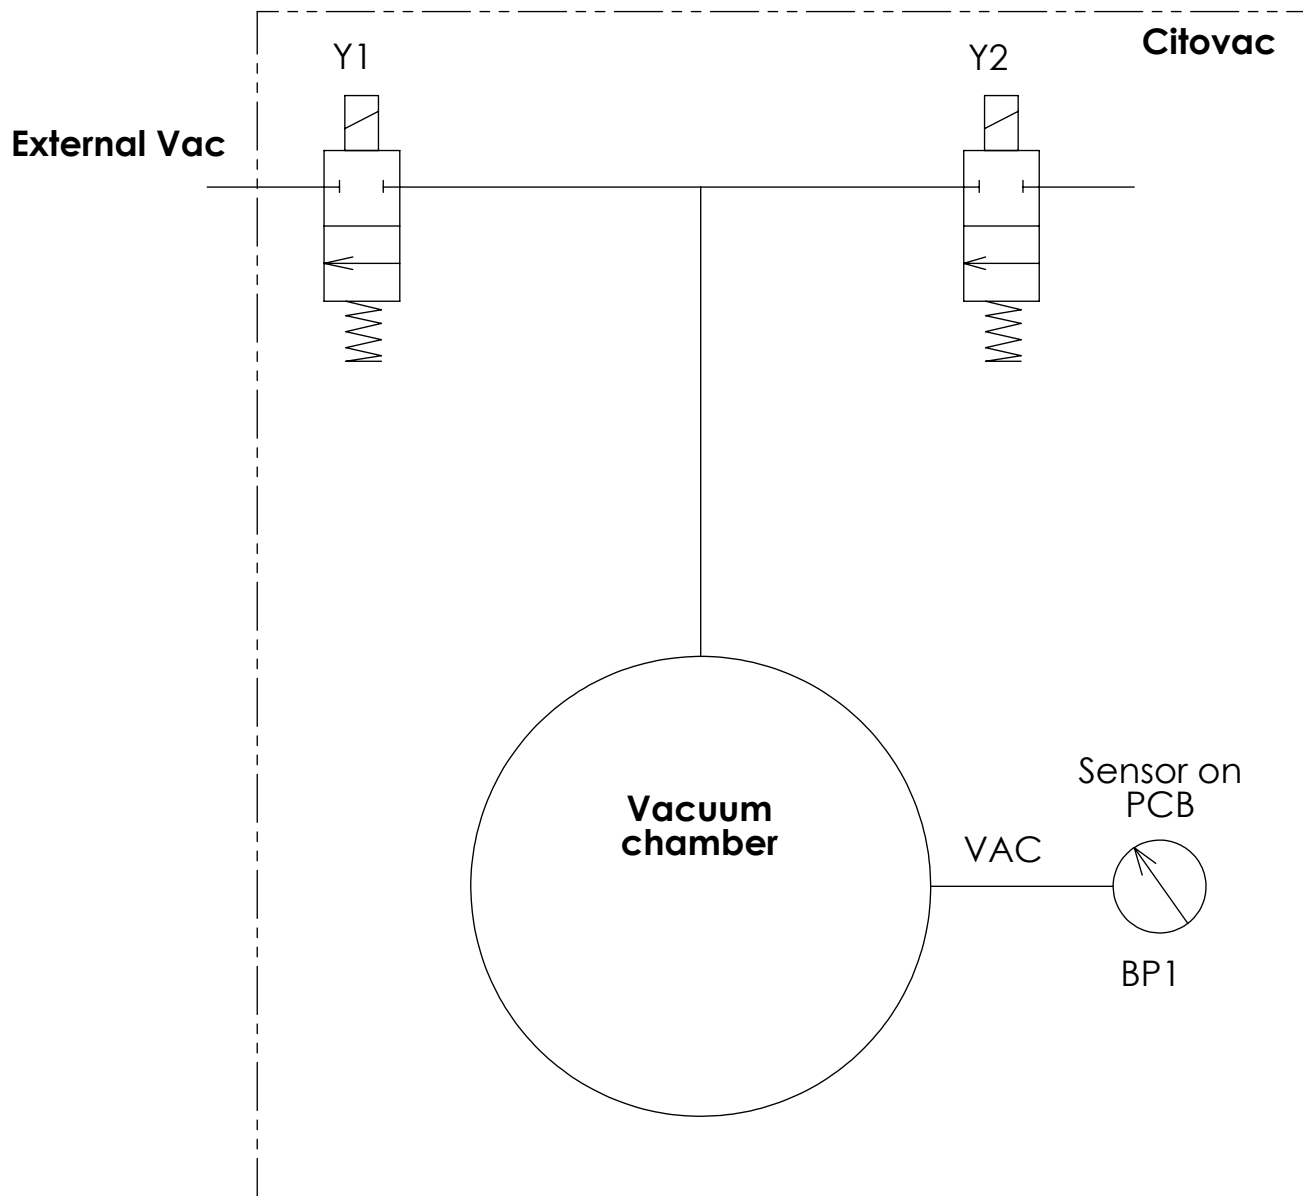 Citovac
Y1
Y2
External Vac
Vacuum
chamber
Sensor on
PCB
VAC
BP1